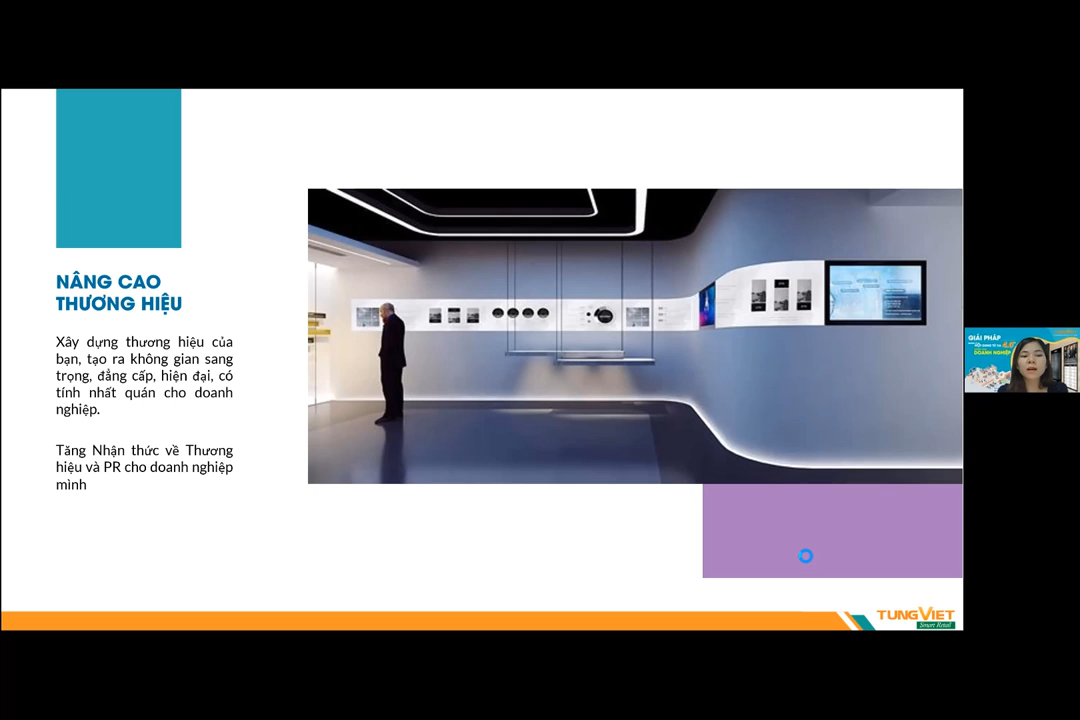 NÂNG CAO
THƯƠNG HIỆU
Xây dựng thương hiệu của
bạn, tạo ra không gian sang
trọng, đẳng cấp, hiện đại, có
tính nhất quán cho doanh
nghiệp.
Tăng Nhận thức về Thương
hiệu và PR cho doanh nghiệp
mình
TUNGVIET
Smart Retail
GIẢI PHÁP
DOANH NGHIỆP